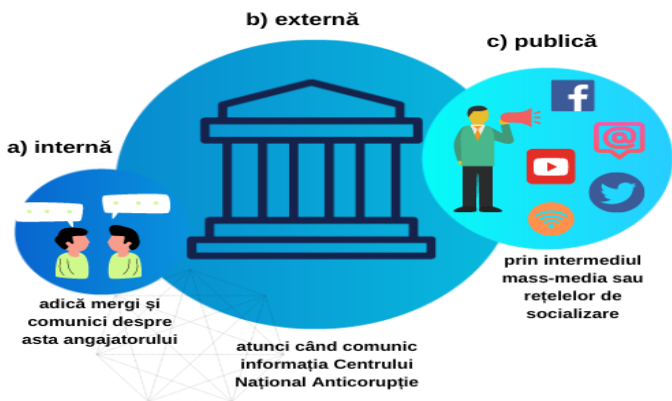 a) internă
adică mergi și
comunici despre
asta angajatorului
b) externă
atunci când comunic
informația Centrului
Național Anticorupție
c) publică
prin intermediul
mass-media sau
rețelelor de
socializare